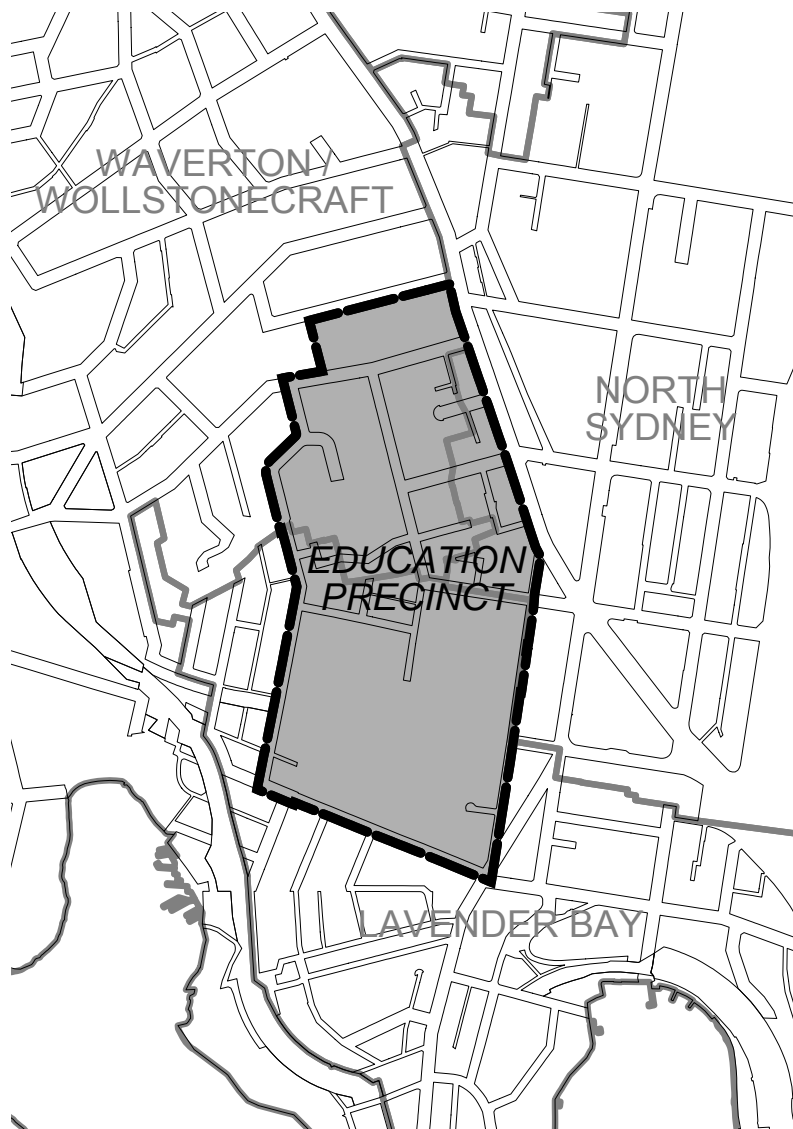 WAVERTON /
WOLLSTONECRAFT
NORTH
SYDNEY
EDUCATION
PRECINCT
LAVENDER BAY